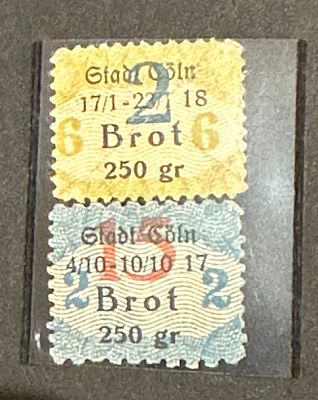 Stadt Cöln
2
17/1-23/1 18
6 Brot 6
250 gr
15
Stadt Cöln
4/10-10/10 17
2 Brot 2
250 gr